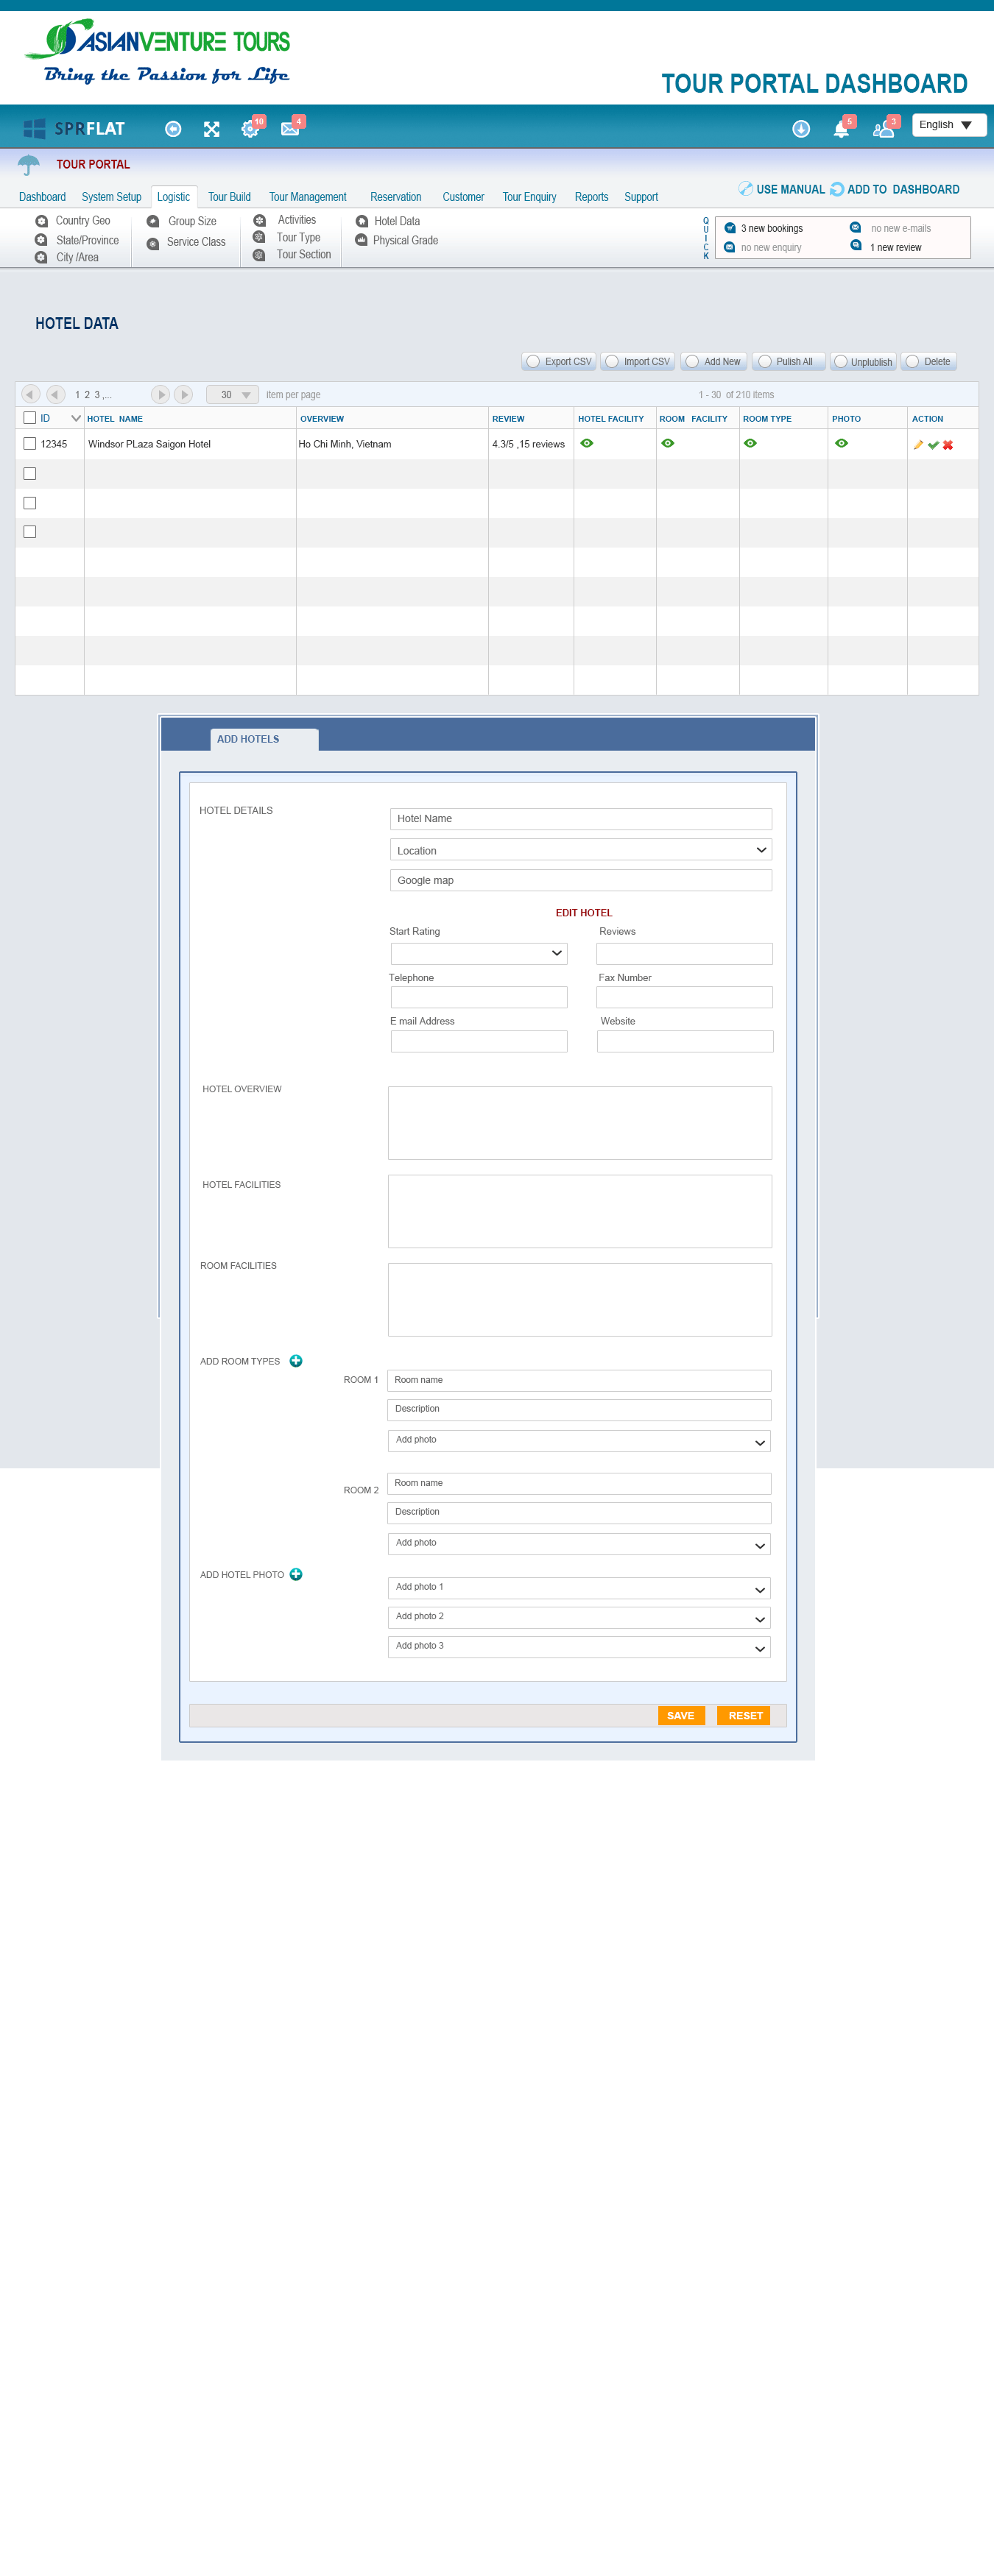 ASIANVENTURE TOURS
Bring the Passion for Life
TOUR PORTAL DASHBOARD
SPRFLAT 10 4 5 3 English
TOUR PORTAL
Dashboard System Setup Logistic Tour Build Tour Management Reservation Customer Tour Enquiry Reports Support
USE MANUAL ADD TO DASHBOARD
Country Geo Group Size Activities Hotel Data
State/Province Service Class Tour Type Physical Grade
City /Area Tour Section
QUICK
3 new bookings no new e-mails
no new enquiry 1 new review
HOTEL DATA
Export CSV Import CSV Add New Pulish All Unplublish Delete
1 2 3 ,... 30 item per page 1 - 30 of 210 items
ID HOTEL NAME OVERVIEW REVIEW HOTEL FACILITY ROOM FACILITY ROOM TYPE PHOTO ACTION
12345 Windsor PLaza Saigon Hotel Ho Chi Minh, Vietnam 4.3/5 ,15 reviews
ADD HOTELS
HOTEL DETAILS
Hotel Name
Location
Google map
EDIT HOTEL
Start Rating Reviews
Telephone Fax Number
E mail Address Website
HOTEL OVERVIEW
HOTEL FACILITIES
ROOM FACILITIES
ADD ROOM TYPES
ROOM 1 Room name
Description
Add photo
Room name
ROOM 2
Description
Add photo
ADD HOTEL PHOTO
Add photo 1
Add photo 2
Add photo 3
SAVE RESET